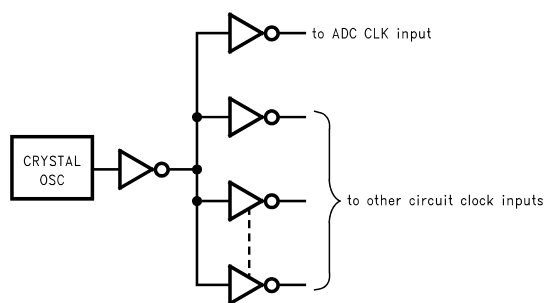 to ADC CLK input
CRYSTAL
OSC
to other circuit clock inputs